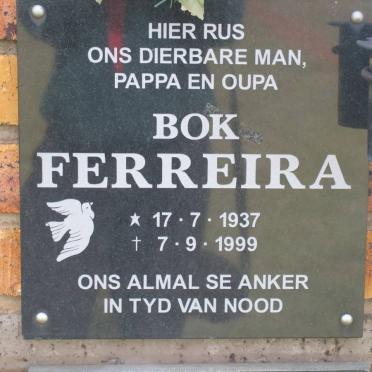 HIER RUS
ONS DIERBARE MAN,
PAPPA EN OUPA
BOK
FERREIRA
★ 17 · 7 · 1937
† 7 · 9 · 1999
ONS ALMAL SE ANKER
IN TYD VAN NOOD